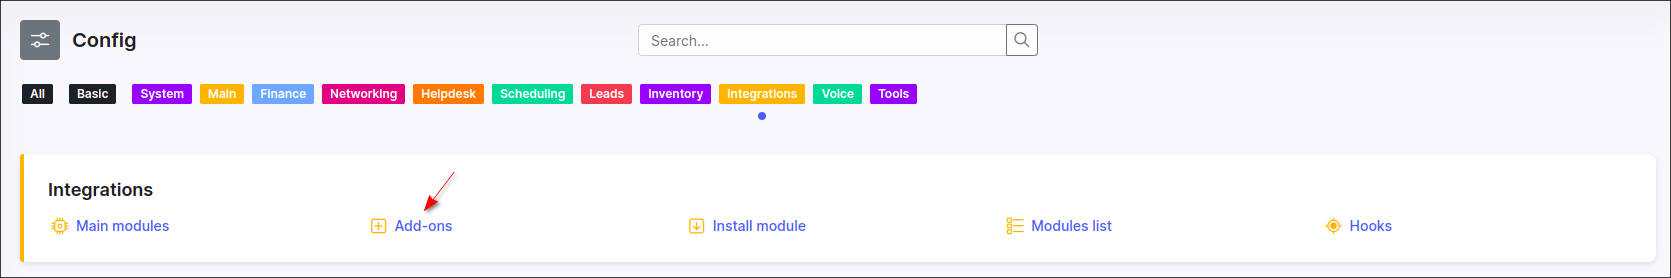 Config
Search...
All Basic System Main Finance Networking Helpdesk Scheduling Leads Inventory Integrations Voice Tools
Integrations
Main modules Add-ons Install module Modules list Hooks